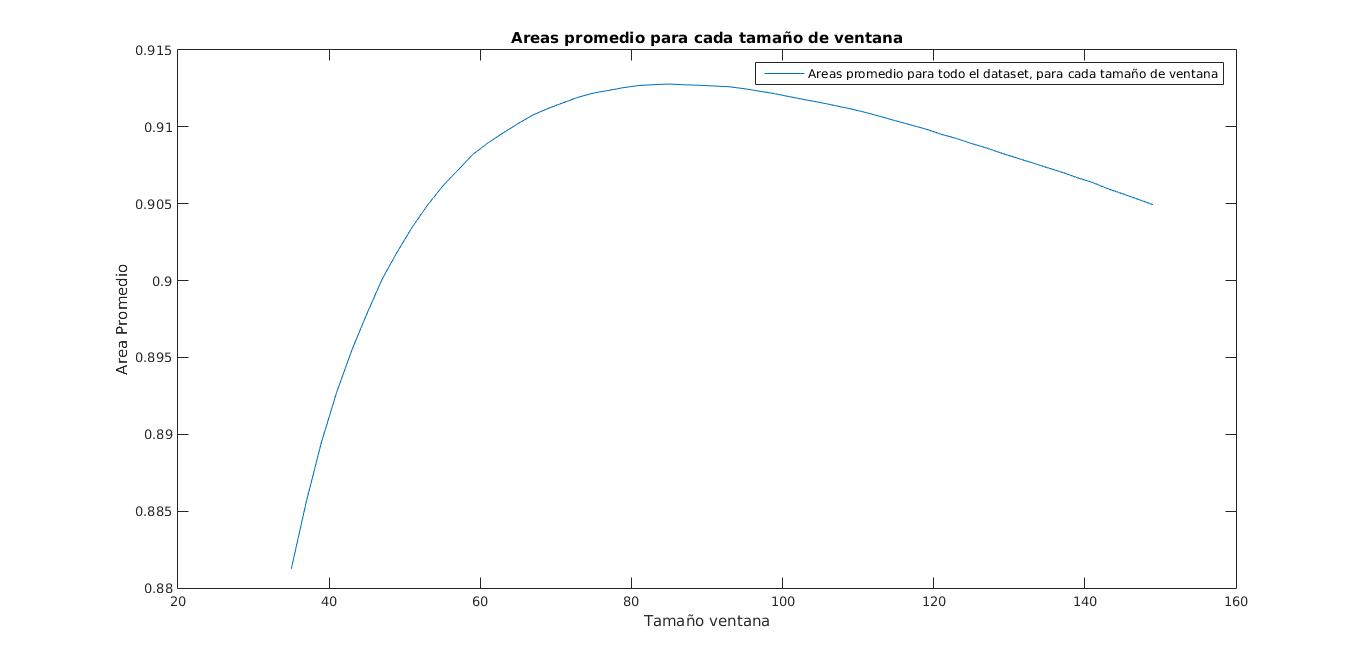 Areas promedio para cada tamaño de ventana
Areas promedio para todo el dataset, para cada tamaño de ventana
0.915
0.91
0.905
0.9
0.895
0.89
0.885
0.88
Area Promedio
20 40 60 80 100 120 140 160
Tamaño ventana